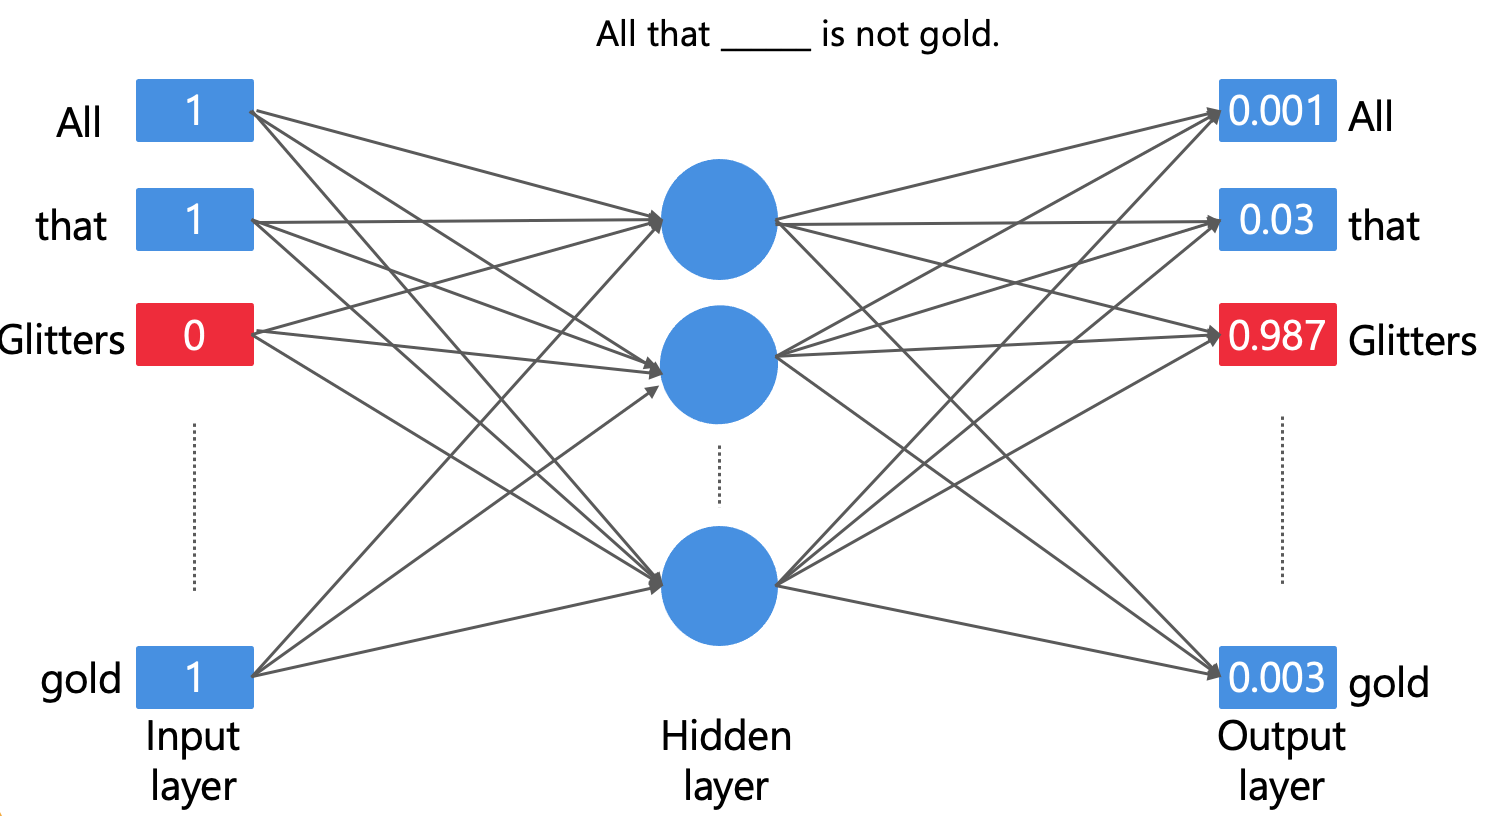 All that _____ is not gold.
All 1
that 1
Glitters 0
gold 1
Input
layer
Hidden
layer
0.001 All
0.03 that
0.987 Glitters
0.003 gold
Output
layer